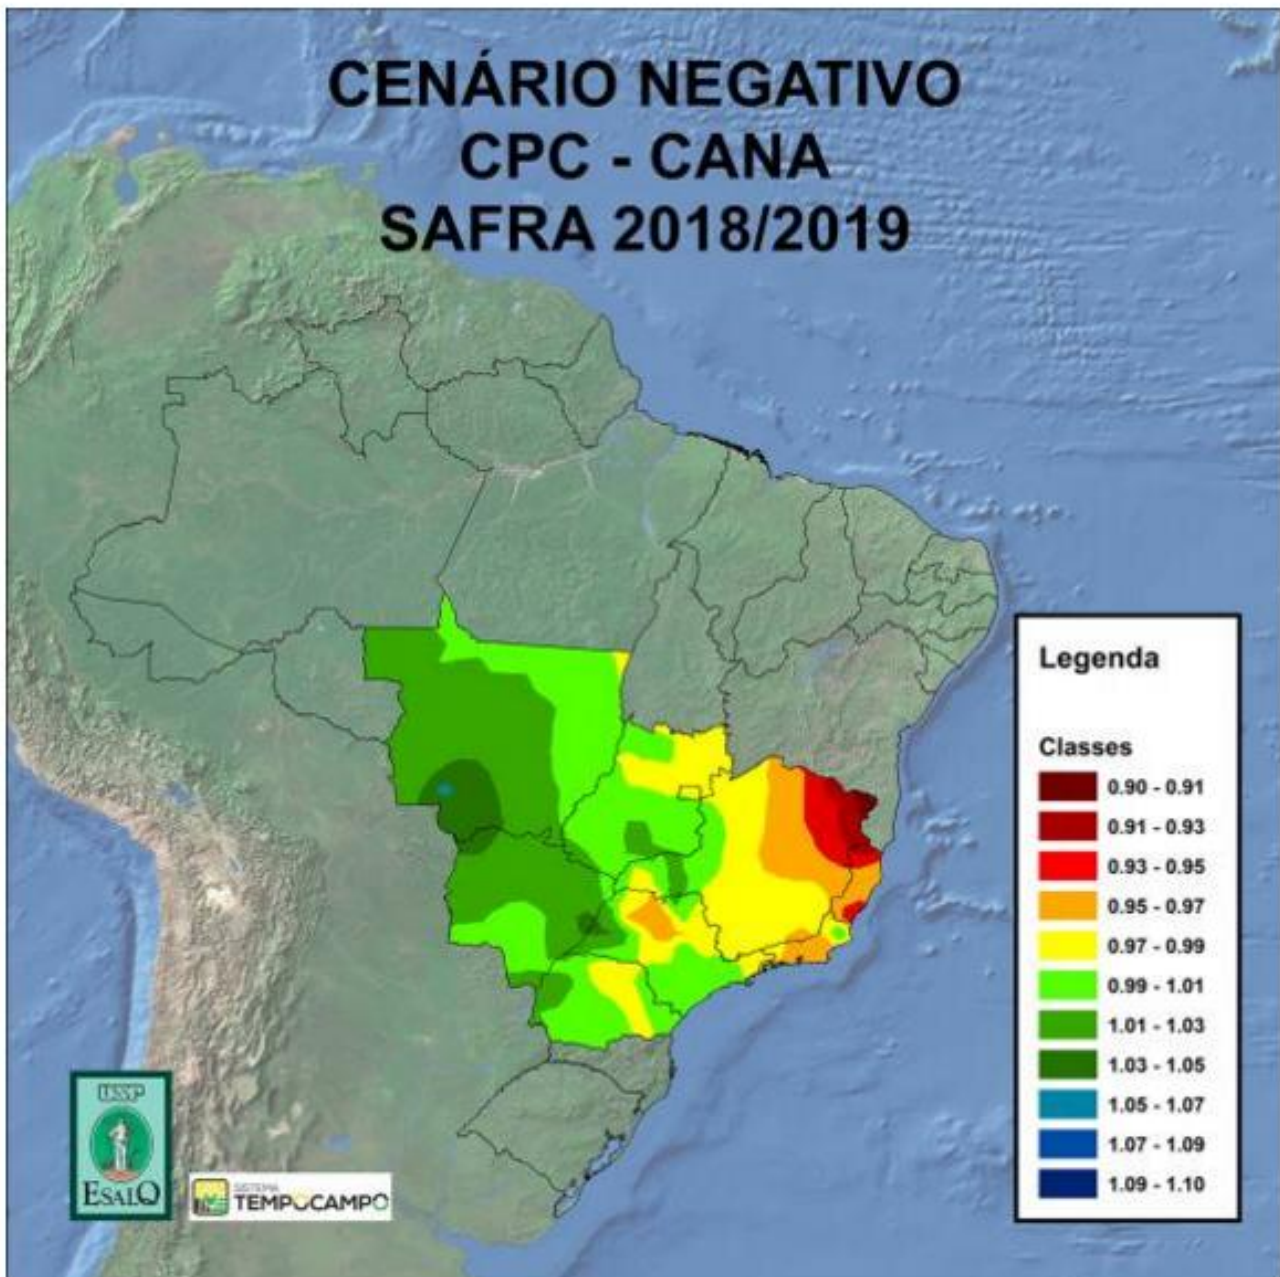 CENÁRIO NEGATIVO
CPC - CANA
SAFRA 2018/2019
Legenda
Classes
0.90 - 0.91
0.91 - 0.93
0.93 - 0.95
0.95 - 0.97
0.97 - 0.99
0.99 - 1.01
1.01 - 1.03
1.03 - 1.05
1.05 - 1.07
1.07 - 1.09
1.09 - 1.10
USP
ESALQ
SISTEMA
TEMPOCAMPO